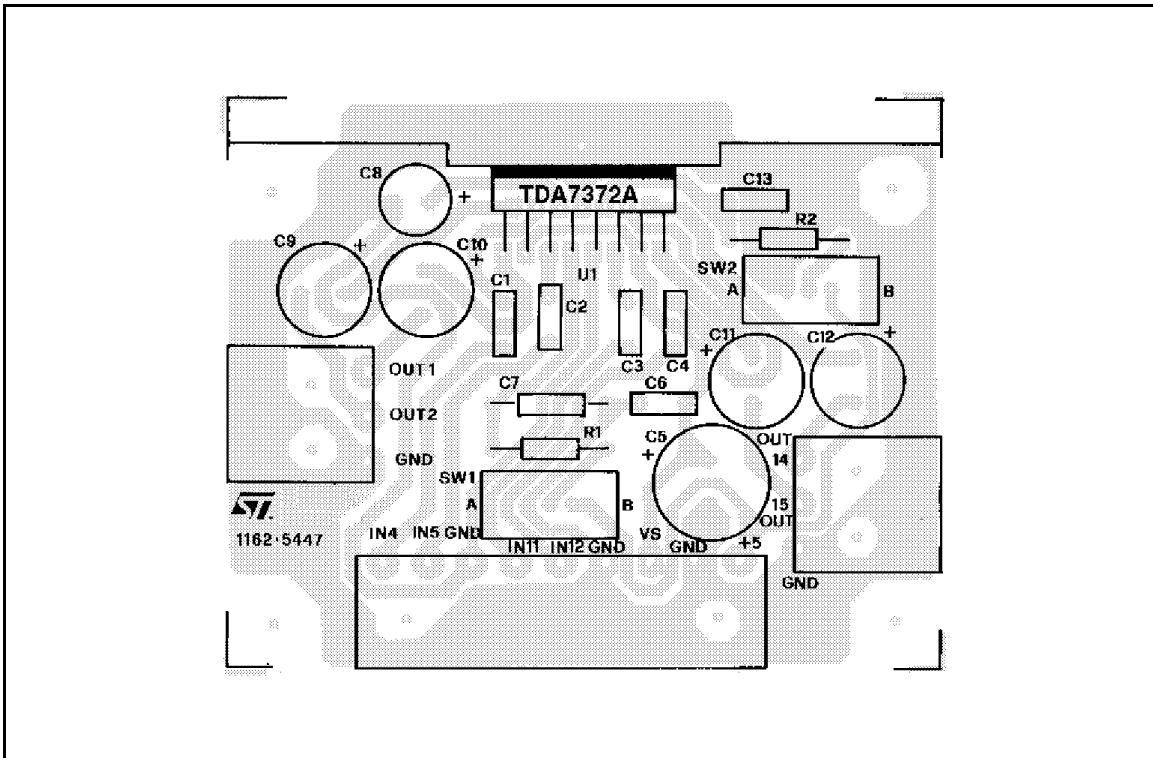 C8
TDA7372A
C13
+
R2
C9
+
C10
+
U1
SW2
A
B
C1
C2
C11
C12
+
+
C3
C4
OUT1
C7
C6
OUT2
R1
C5
+
OUT
14
GND
SW1
A
B
15
OUT
ST
1162·5447
IN4
IN5
GND
IN11
IN12
GND
VS
GND
+5
GND